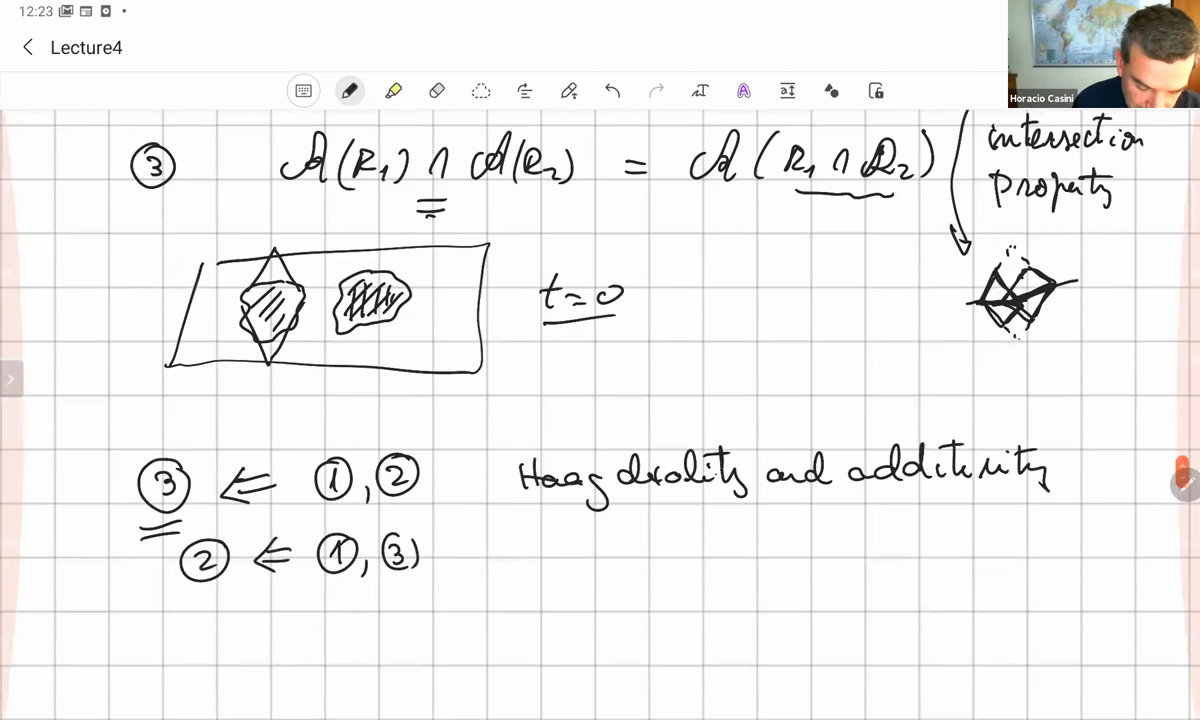 12:23
Lecture4
Horacio Casini
③ A(R₁) ∩ A(R₂) = A(R₁ ∩ R₂)
intersection
property
t=0
③ ⇐ ①,② Haag duality and additivity
② ⇐ ①,③